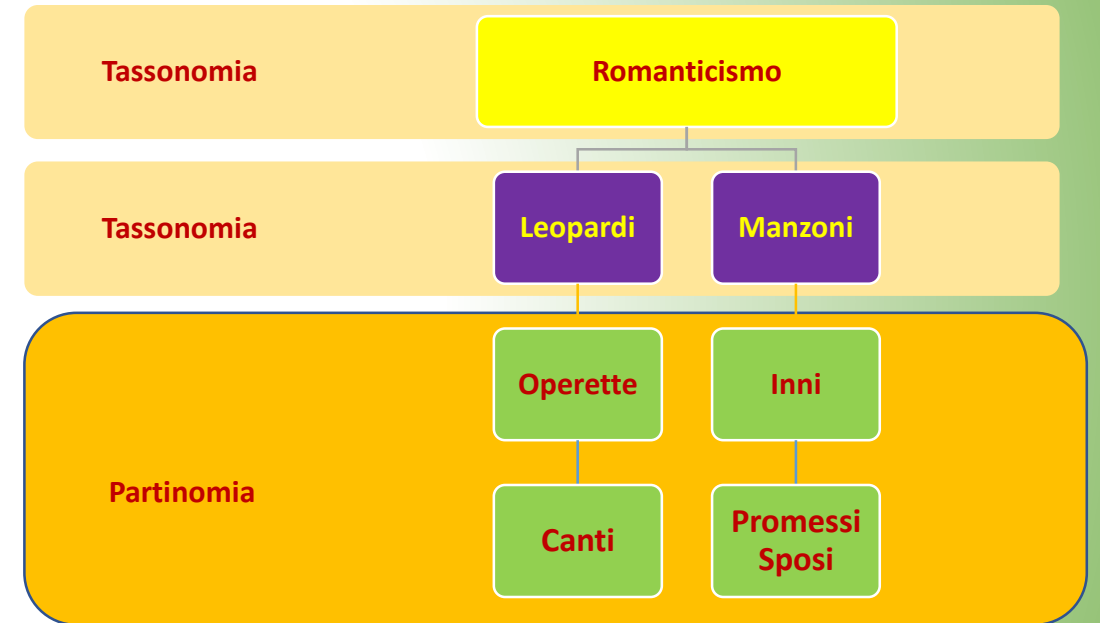 Tassonomia
Romanticismo
Tassonomia
Leopardi
Manzoni
Partinomia
Operette
Inni
Canti
Promessi
Sposi